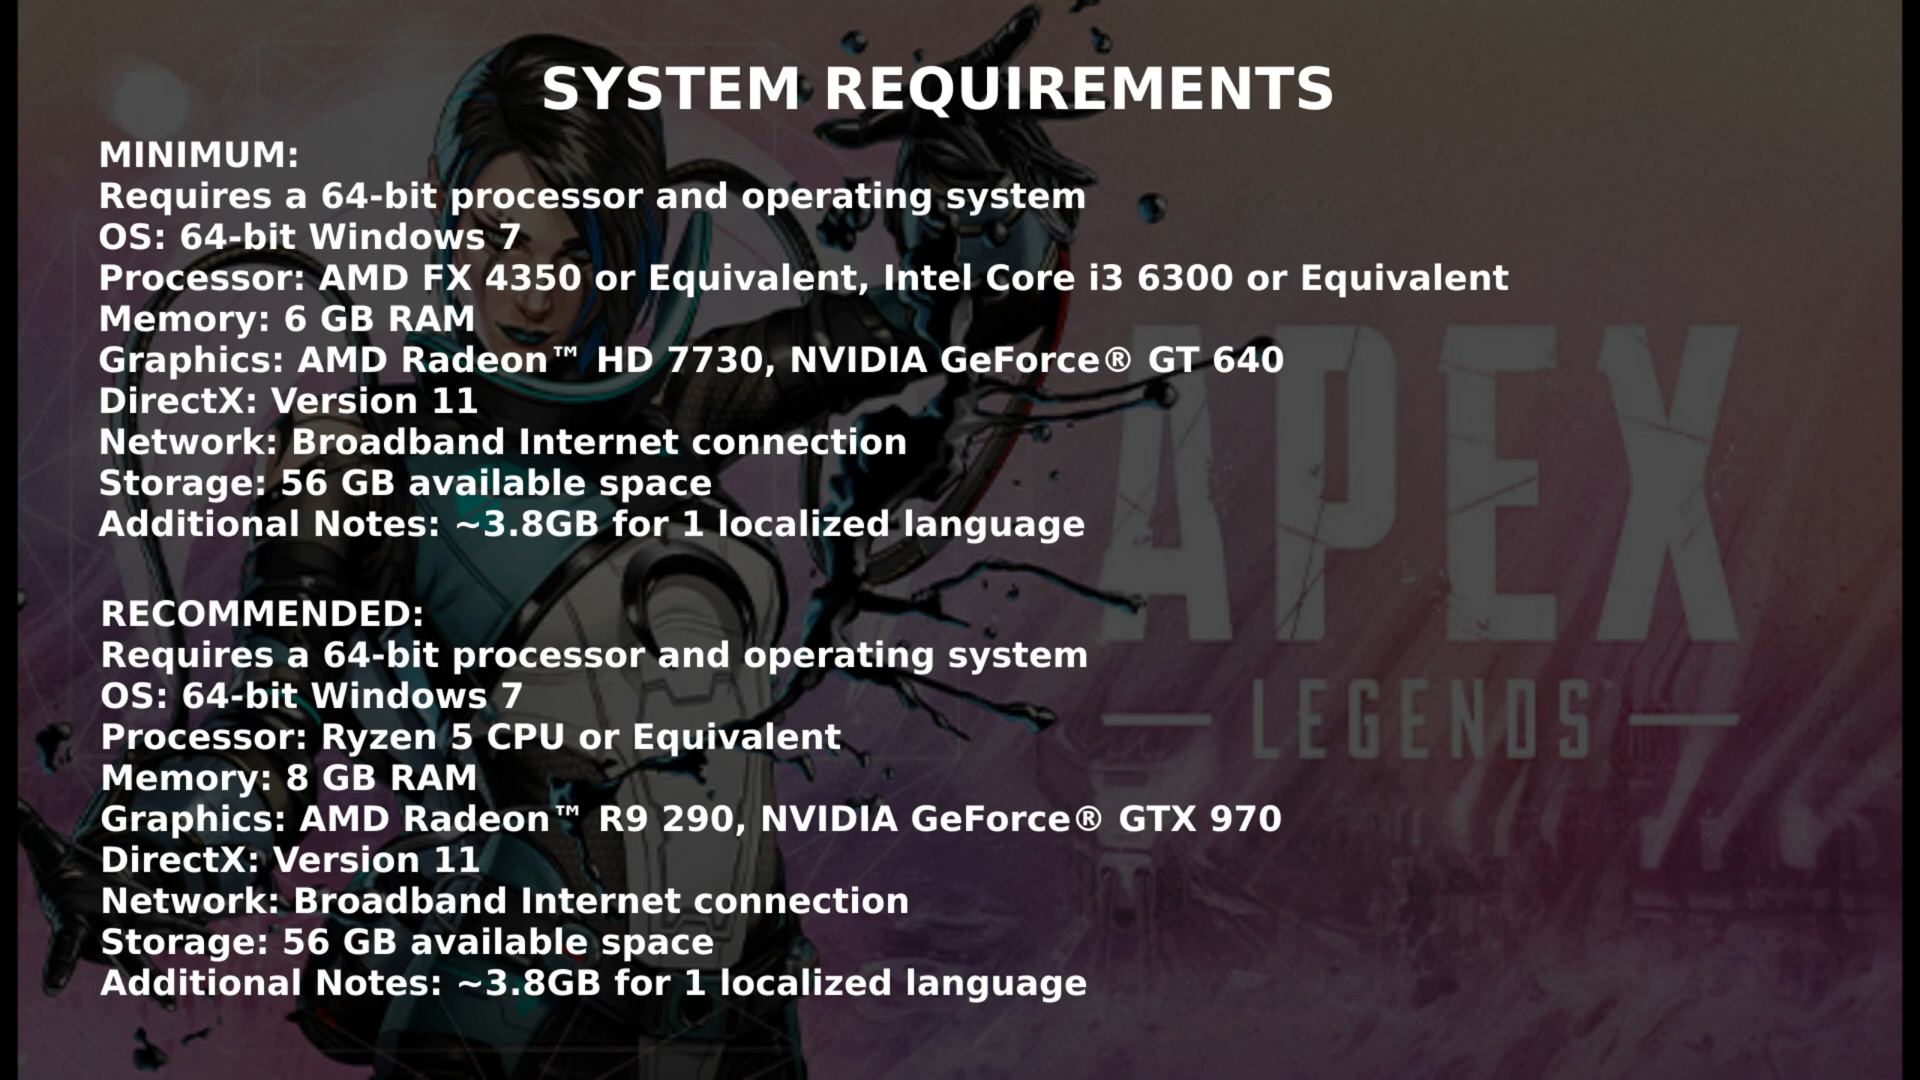 SYSTEM REQUIREMENTS
MINIMUM:
Requires a 64-bit processor and operating system
OS: 64-bit Windows 7
Processor: AMD FX 4350 or Equivalent, Intel Core i3 6300 or Equivalent
Memory: 6 GB RAM
Graphics: AMD Radeon™ HD 7730, NVIDIA GeForce® GT 640
DirectX: Version 11
Network: Broadband Internet connection
Storage: 56 GB available space
Additional Notes: ~3.8GB for 1 localized language
RECOMMENDED:
Requires a 64-bit processor and operating system
OS: 64-bit Windows 7
Processor: Ryzen 5 CPU or Equivalent
Memory: 8 GB RAM
Graphics: AMD Radeon™ R9 290, NVIDIA GeForce® GTX 970
DirectX: Version 11
Network: Broadband Internet connection
Storage: 56 GB available space
Additional Notes: ~3.8GB for 1 localized language
APEX
LEGENDS™